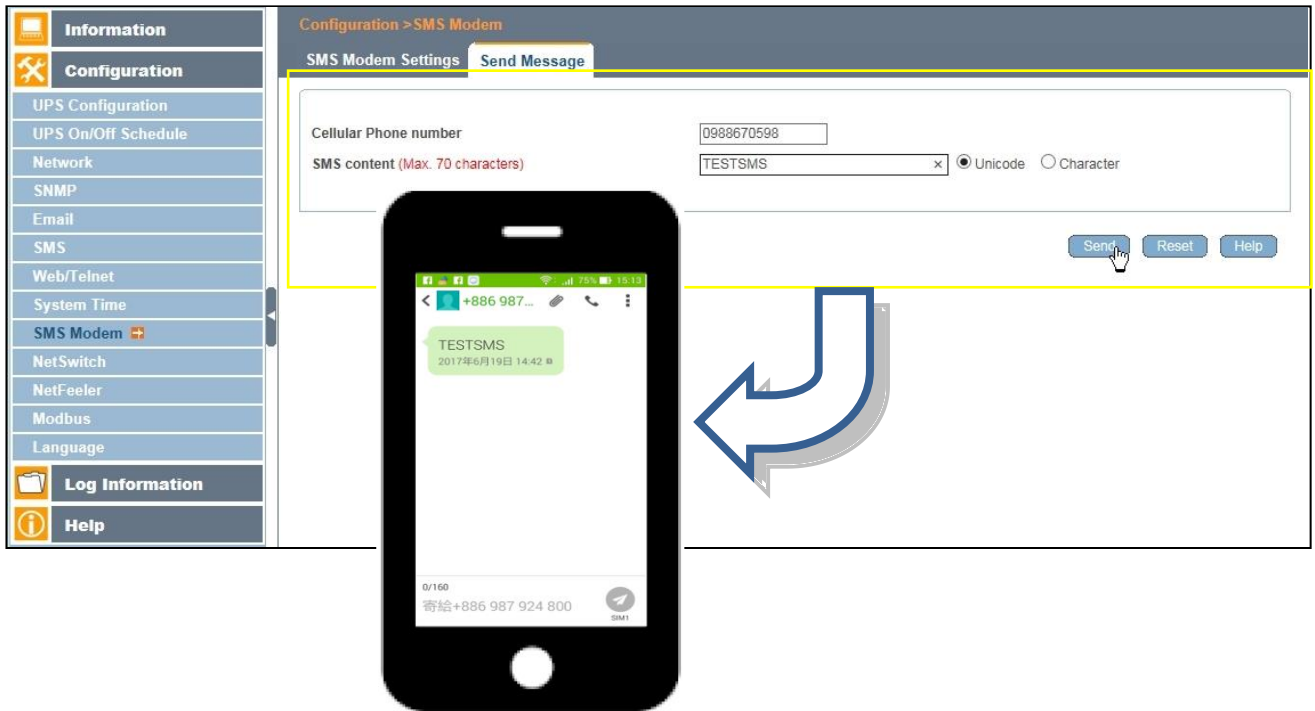 Information
Configuration
UPS Configuration
UPS On/Off Schedule
Network
SNMP
Email
SMS
Web/Telnet
System Time
SMS Modem
NetSwitch
NetFeeler
Modbus
Language
Log Information
Help
Configuration >SMS Modem
SMS Modem Settings Send Message
Cellular Phone number 0988670598
SMS content (Max. 70 characters) TESTSMS × Unicode Character
Send Reset Help
75% 15:13
+886 987...
TESTSMS
2017年6月19日 14:42
0/160
寄給+886 987 924 800
SIM1